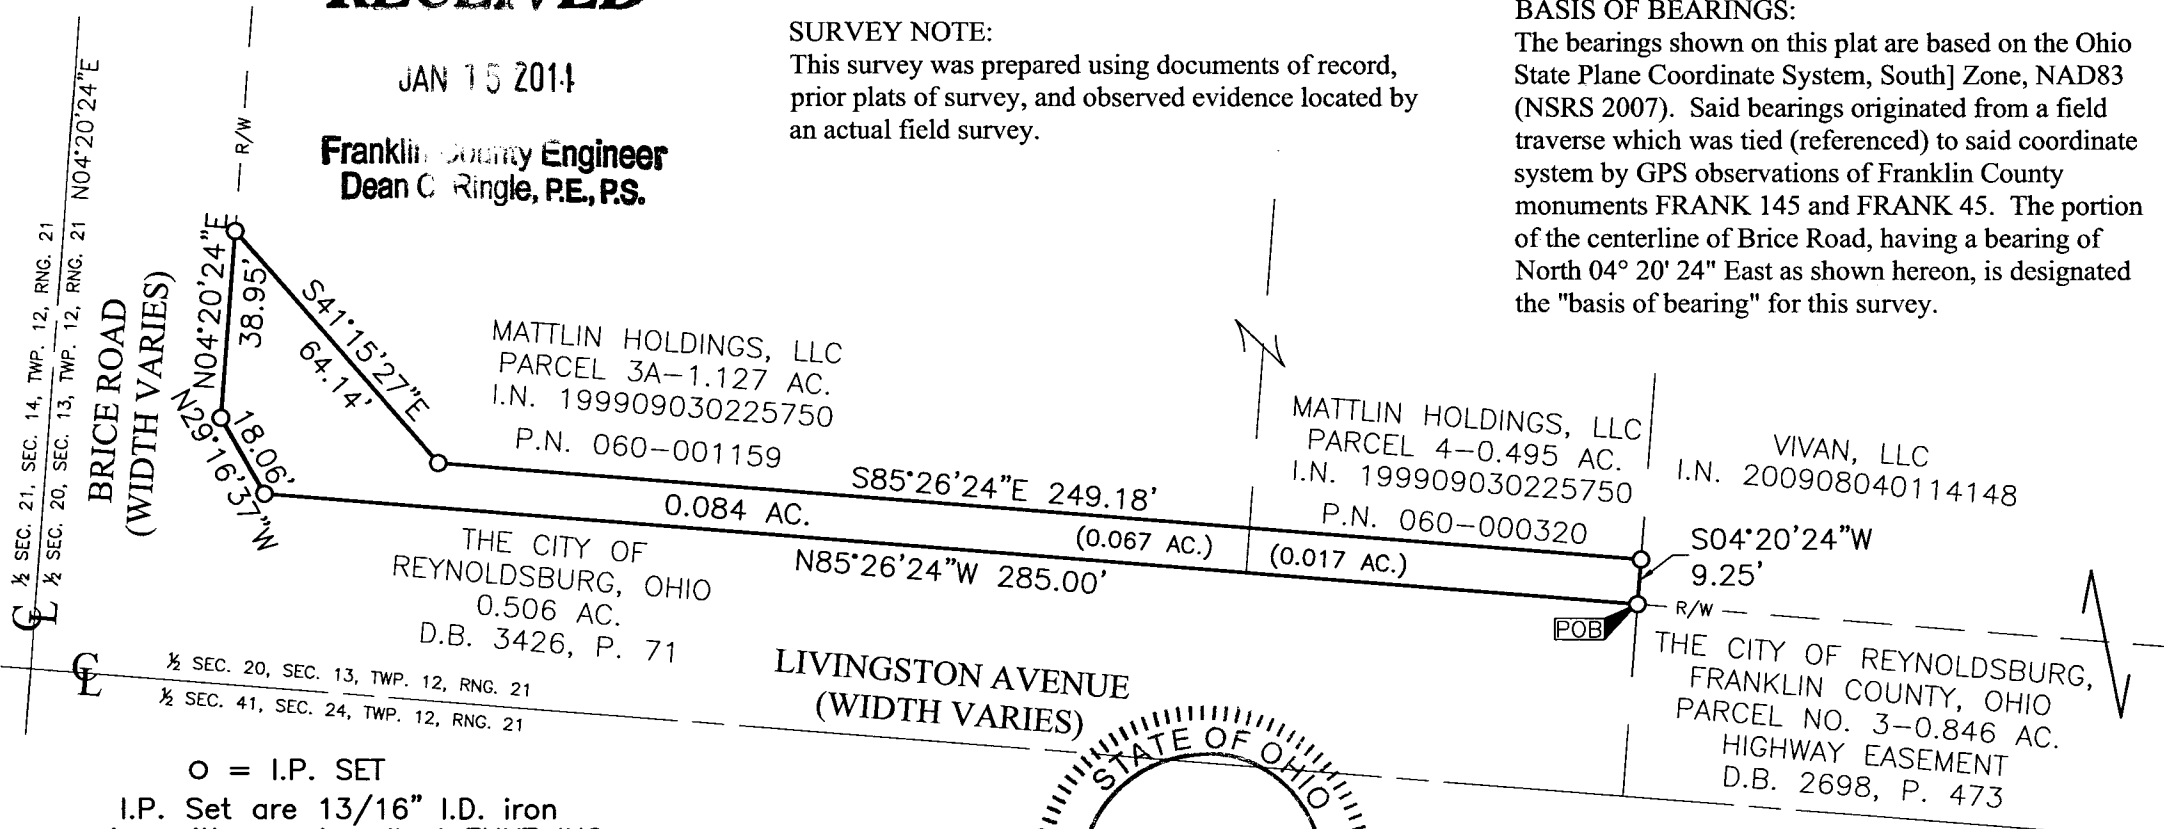 RECEIVED
JAN 15 2014
Franklin County Engineer
Dean C Ringle, P.E., P.S.
SURVEY NOTE:
This survey was prepared using documents of record,
prior plats of survey, and observed evidence located by
an actual field survey.
BASIS OF BEARINGS:
The bearings shown on this plat are based on the Ohio
State Plane Coordinate System, South] Zone, NAD83
(NSRS 2007). Said bearings originated from a field
traverse which was tied (referenced) to said coordinate
system by GPS observations of Franklin County
monuments FRANK 145 and FRANK 45. The portion
of the centerline of Brice Road, having a bearing of
North 04° 20' 24" East as shown hereon, is designated
the "basis of bearing" for this survey.
½ SEC. 21, SEC. 14, TWP. 12, RNG. 21
½ SEC. 20, SEC. 13, TWP. 12, RNG. 21 N04°20'24"E
BRICE ROAD
(WIDTH VARIES)
R/W
N04°20'24"E
38.95'
S41°15'27"E
64.14'
N29°16'37"W
18.06'
MATTLIN HOLDINGS, LLC
PARCEL 3A-1.127 AC.
I.N. 199909030225750
P.N. 060-001159
S85°26'24"E 249.18'
0.084 AC.
(0.067 AC.)
(0.017 AC.)
N85°26'24"W 285.00'
MATTLIN HOLDINGS, LLC
PARCEL 4-0.495 AC.
I.N. 199909030225750
P.N. 060-000320
VIVAN, LLC
I.N. 200908040114148
S04°20'24"W
9.25'
R/W
POB
THE CITY OF
REYNOLDSBURG, OHIO
0.506 AC.
D.B. 3426, P. 71
THE CITY OF REYNOLDSBURG,
FRANKLIN COUNTY, OHIO
PARCEL NO. 3-0.846 AC.
HIGHWAY EASEMENT
D.B. 2698, P. 473
CL
CL
½ SEC. 20, SEC. 13, TWP. 12, RNG. 21
½ SEC. 41, SEC. 24, TWP. 12, RNG. 21
LIVINGSTON AVENUE
(WIDTH VARIES)
N
STATE OF OHIO
O = I.P. SET
I.P. Set are 13/16" I.D. iron